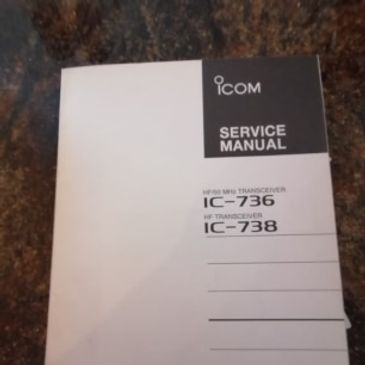 ICOM
SERVICE
MANUAL
HF/50 MHz TRANSCEIVER
IC-736
HF TRANSCEIVER
IC-738